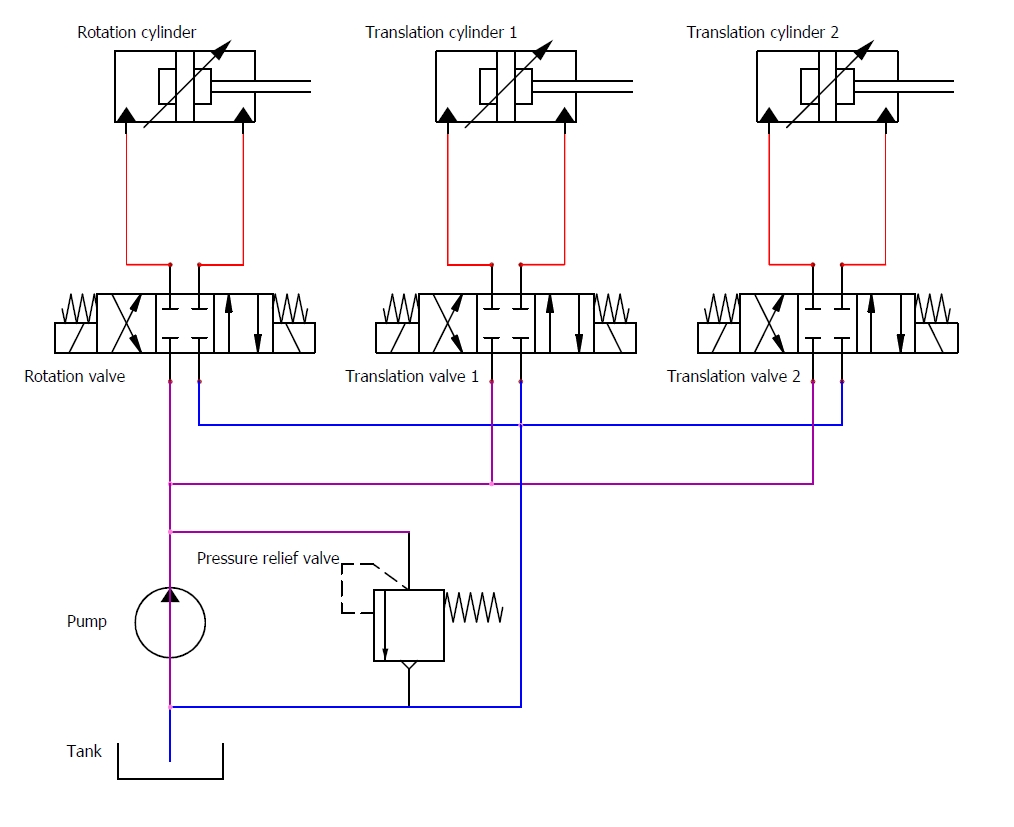 Rotation cylinder
Translation cylinder 1
Translation cylinder 2
Rotation valve
Translation valve 1
Translation valve 2
Pressure relief valve
Pump
Tank